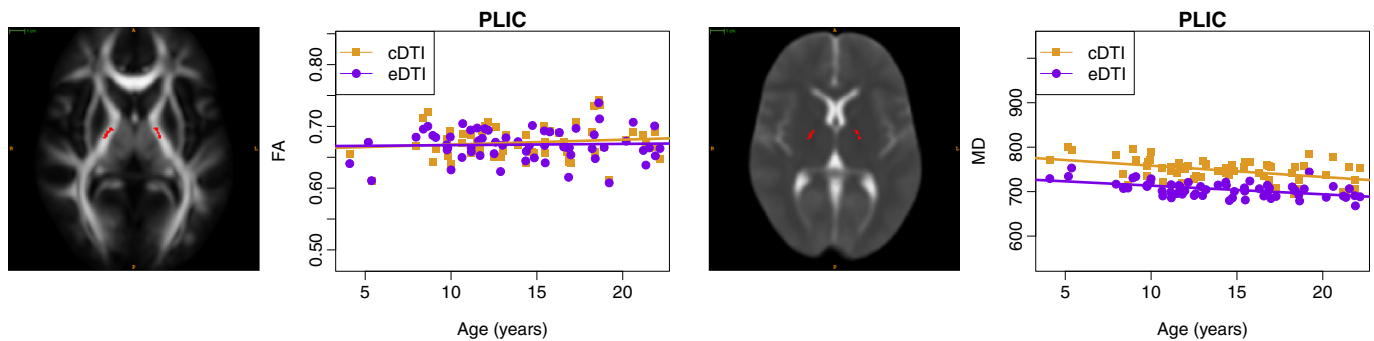 PLIC
cDTI
eDTI
FA
0.50 0.60 0.70 0.80
5 10 15 20
Age (years)
PLIC
cDTI
eDTI
MD
600 700 800 900
5 10 15 20
Age (years)
A
R
L
P
A
R
L
P